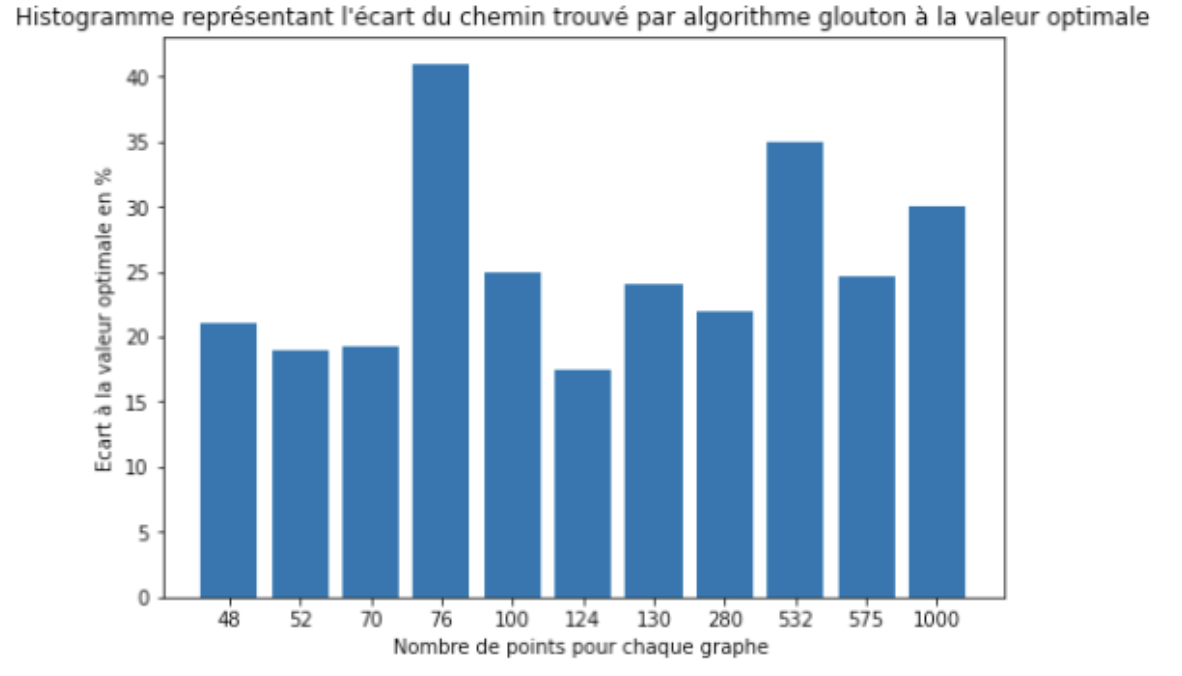 Histogramme représentant l'écart du chemin trouvé par algorithme glouton à la valeur optimale
Ecart à la valeur optimale en %
40
35
30
25
20
15
10
5
0
48 52 70 76 100 124 130 280 532 575 1000
Nombre de points pour chaque graphe